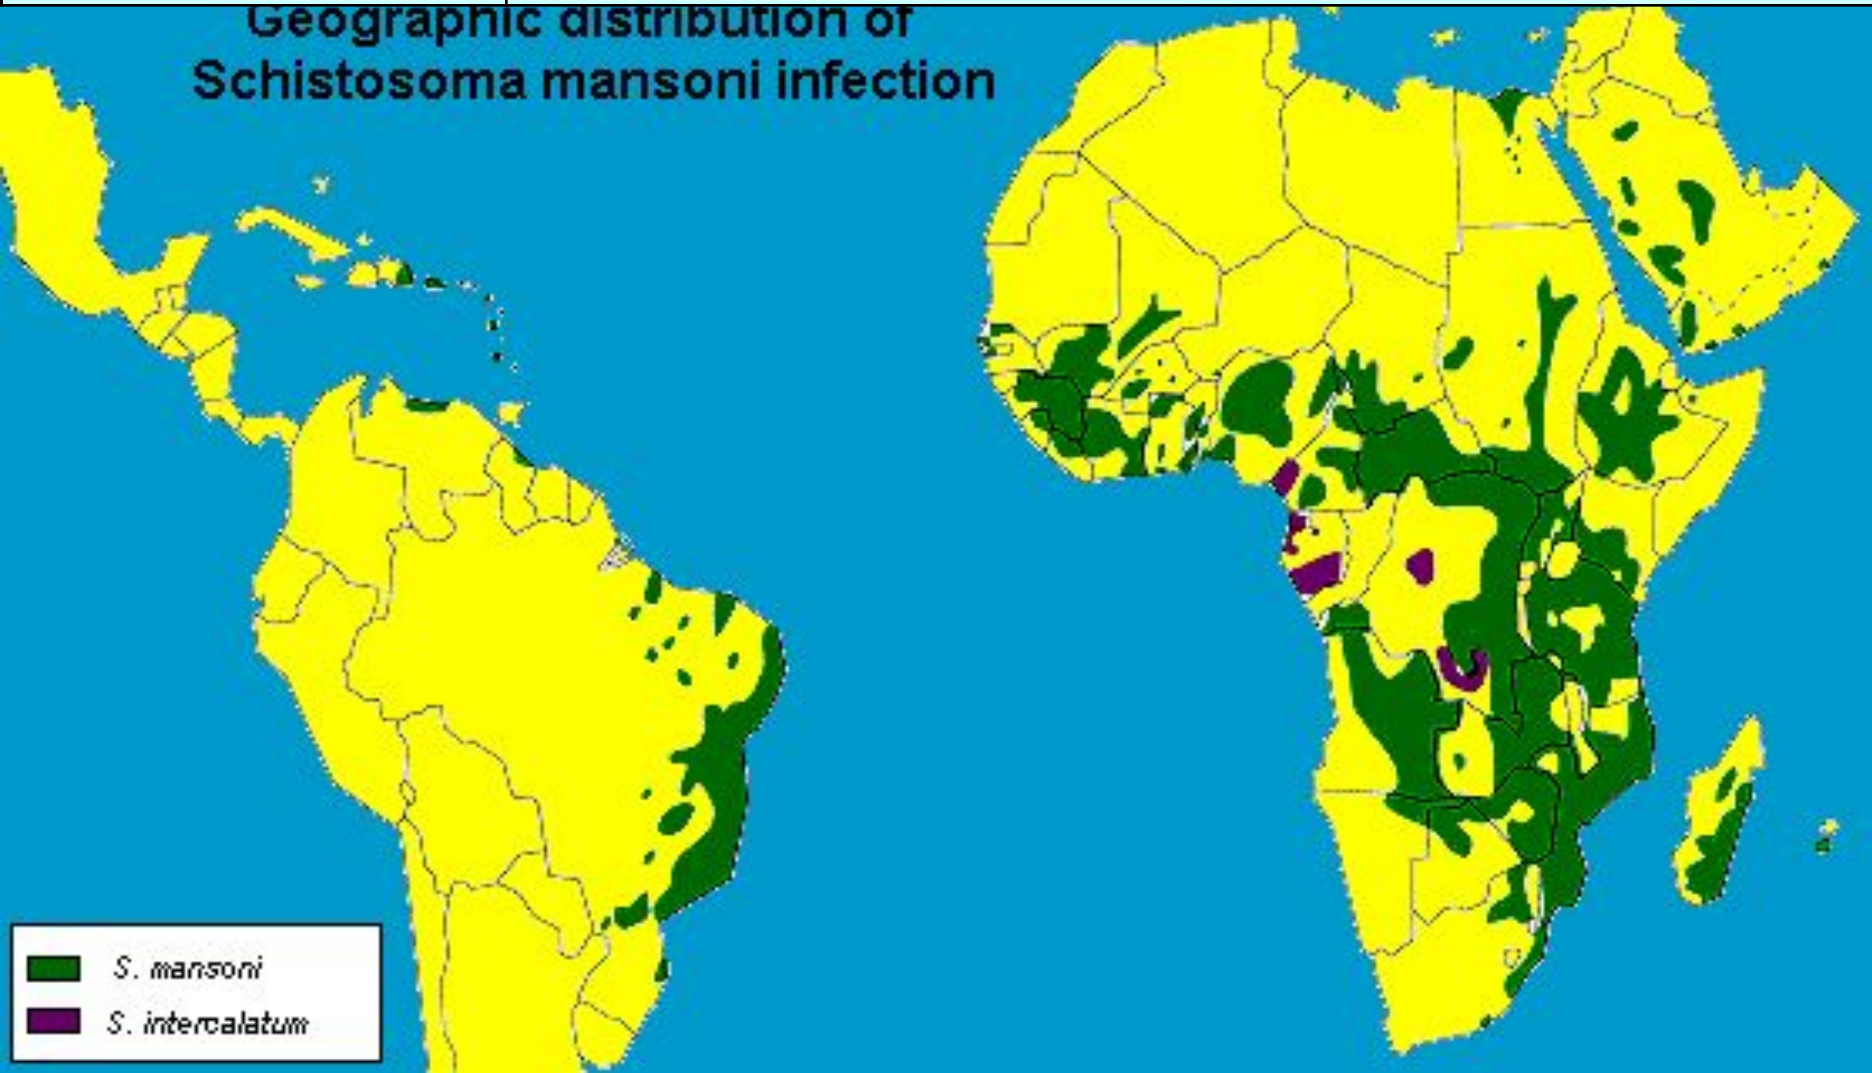 Geographic distribution of
Schistosoma mansoni infection
S. mansoni
S. intercalatum